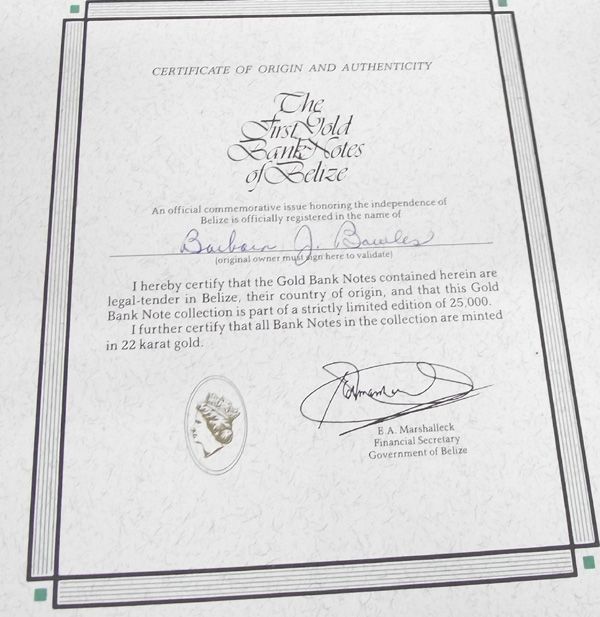 CERTIFICATE OF ORIGIN AND AUTHENTICITY
The
First Gold
Bank Notes
of Belize
An official commemorative issue honoring the independence of
Belize is officially registered in the name of
Barbara J. Bowles
(original owner must sign here to validate)
I hereby certify that the Gold Bank Notes contained herein are
legal-tender in Belize, their country of origin, and that this Gold
Bank Note collection is part of a strictly limited edition of 25,000.
I further certify that all Bank Notes in the collection are minted
in 22 karat gold.
E.A. Marshalleck
Financial Secretary
Government of Belize